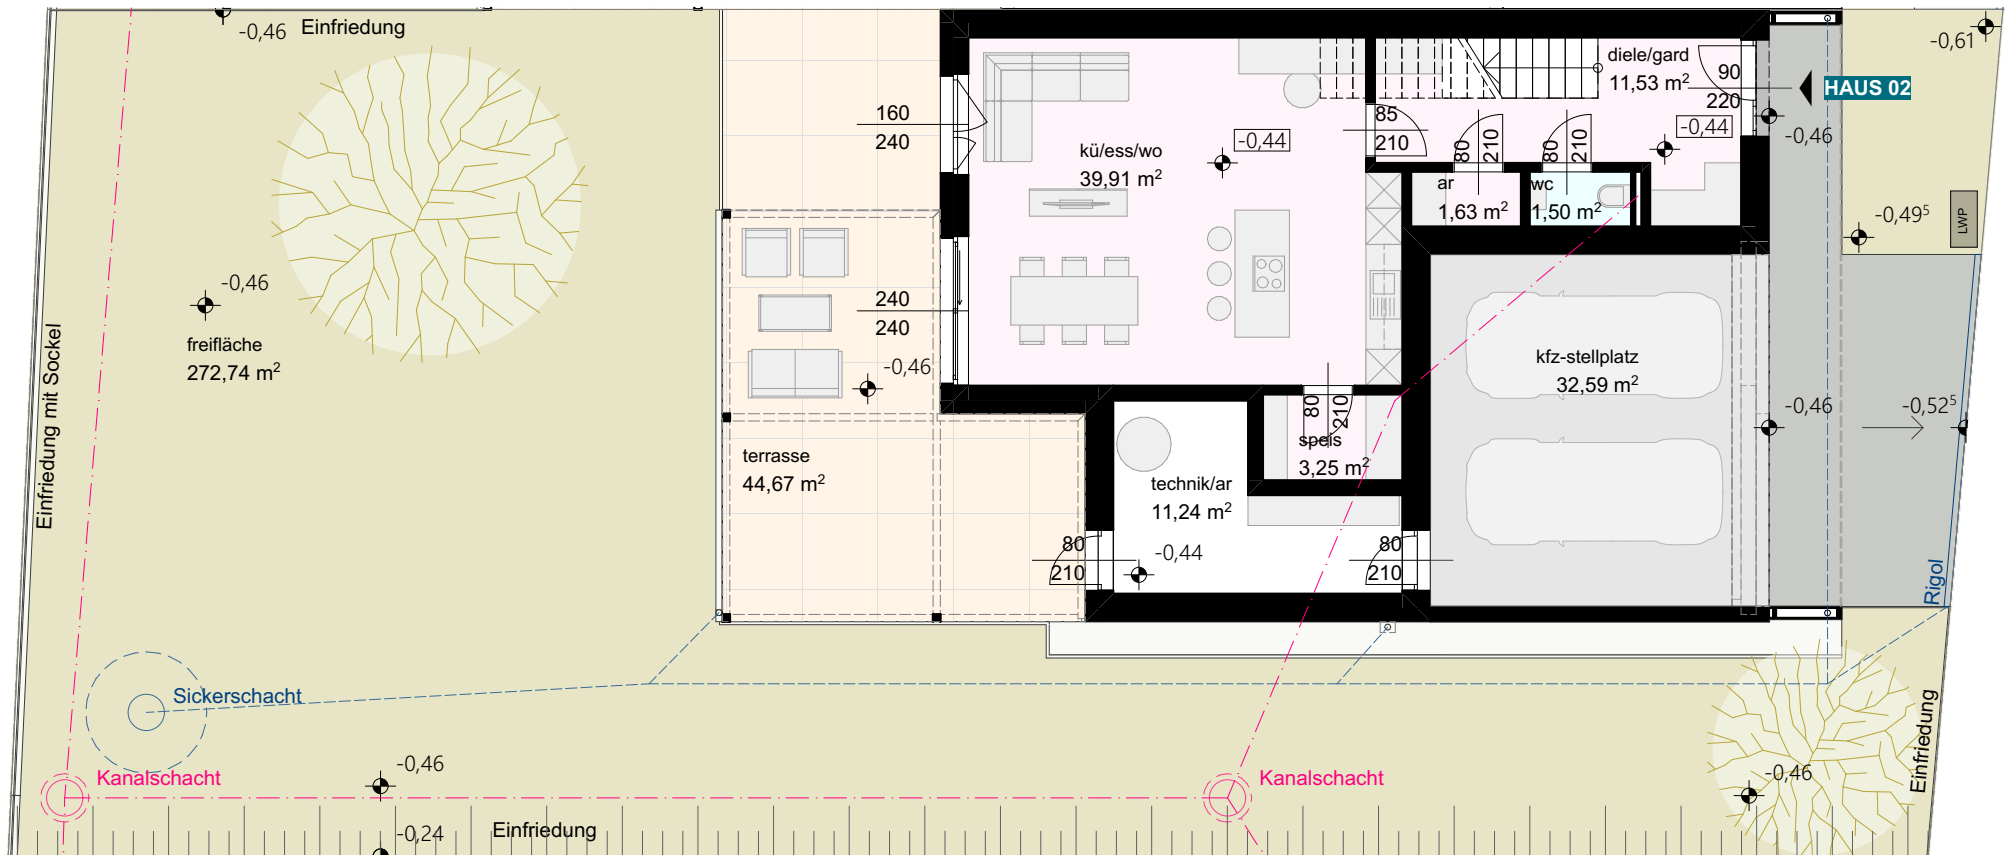 -0,46
Einfriedung
-0,61
diele/gard
11,53 m²
90
220
HAUS 02
-0,46
-0,44
160
240
85
210
-0,44
kü/ess/wo
39,91 m²
80
210
80
210
ar
1,63 m²
wc
1,50 m²
-0,49⁵
LWP
-0,46
240
240
freifläche
272,74 m²
Einfriedung mit Sockel
-0,46
kfz-stellplatz
32,59 m²
-0,46
-0,52⁵
80
210
speis
3,25 m²
terrasse
44,67 m²
technik/ar
11,24 m²
-0,44
80
210
80
210
Rigol
Sickerschacht
Einfriedung
Kanalschacht
-0,46
Kanalschacht
-0,46
-0,24
Einfriedung